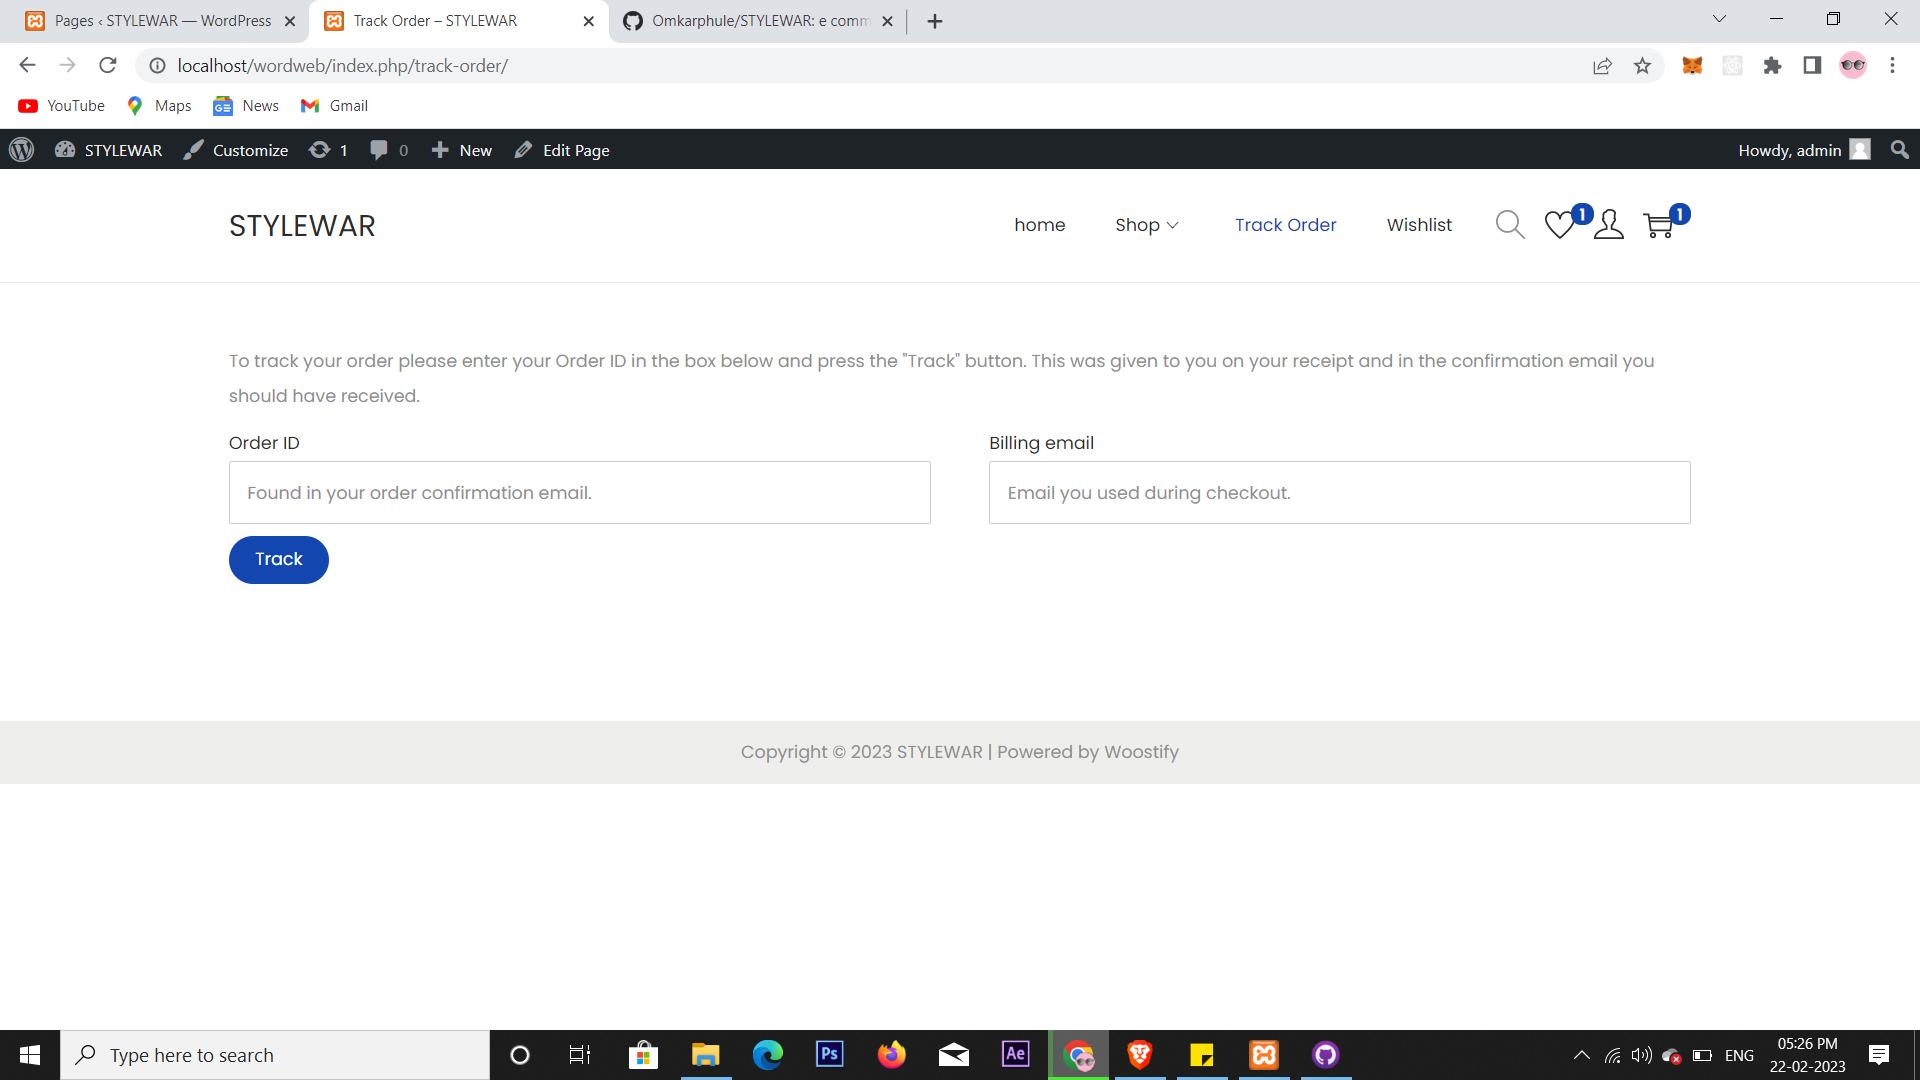 Pages ‹ STYLEWAR — WordPress
Track Order – STYLEWAR
Omkarphule/STYLEWAR: e comm
localhost/wordweb/index.php/track-order/
YouTube
Maps
News
Gmail
STYLEWAR
Customize
1
0
New
Edit Page
Howdy, admin
STYLEWAR
home
Shop
Track Order
Wishlist
1
1
To track your order please enter your Order ID in the box below and press the "Track" button. This was given to you on your receipt and in the confirmation email you
should have received.
Order ID
Billing email
Found in your order confirmation email.
Email you used during checkout.
Track
Copyright © 2023 STYLEWAR | Powered by Woostify
Type here to search
Ps
Ae
ENG
05:26 PM
22-02-2023